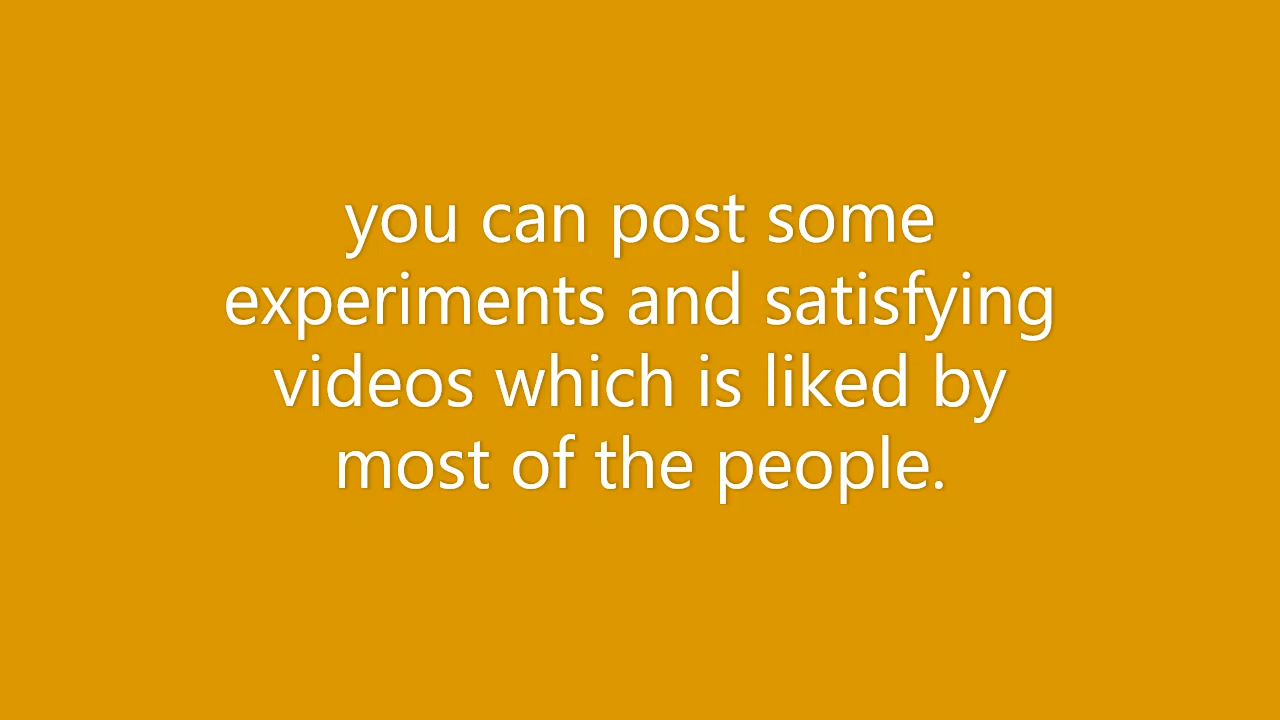 you can post some
experiments and satisfying
videos which is liked by
most of the people.